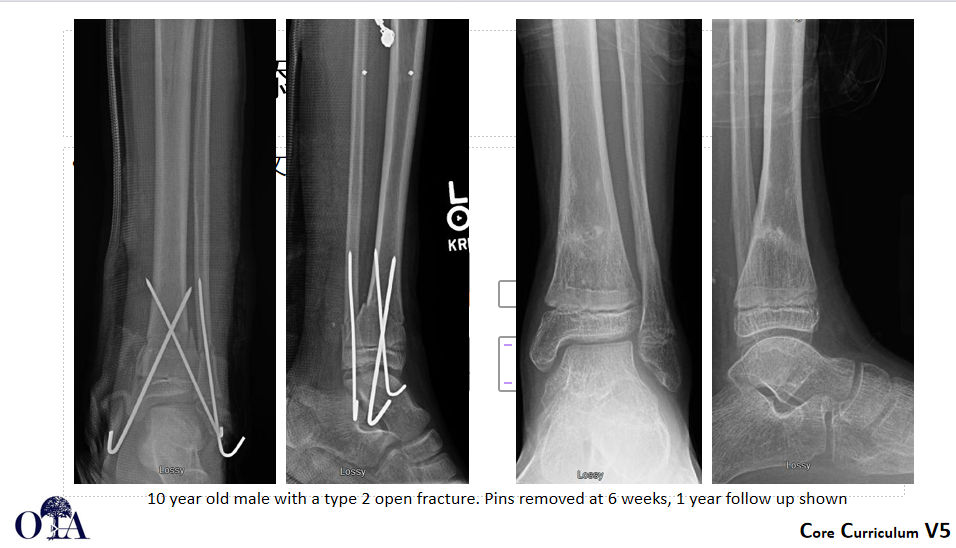 L
KR
Lossy
Lossy
Lossy
Lossy
10 year old male with a type 2 open fracture. Pins removed at 6 weeks, 1 year follow up shown
OTA
Core Curriculum V5